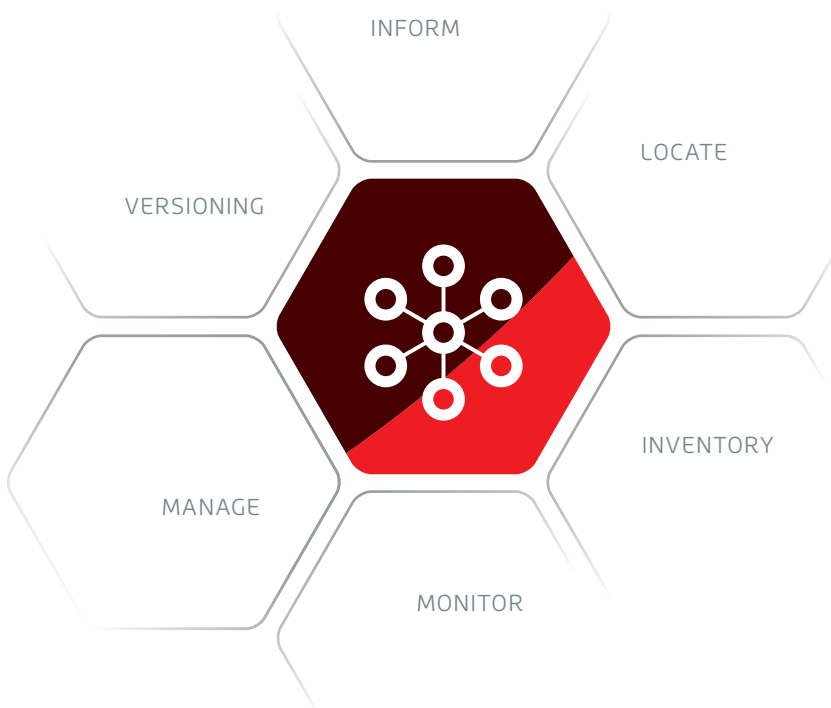 INFORM
LOCATE
VERSIONING
INVENTORY
MANAGE
MONITOR